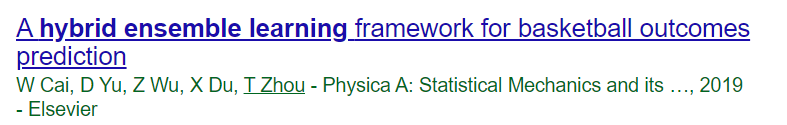 A hybrid ensemble learning framework for basketball outcomes
prediction
W Cai, D Yu, Z Wu, X Du, T Zhou - Physica A: Statistical Mechanics and its …, 2019
- Elsevier